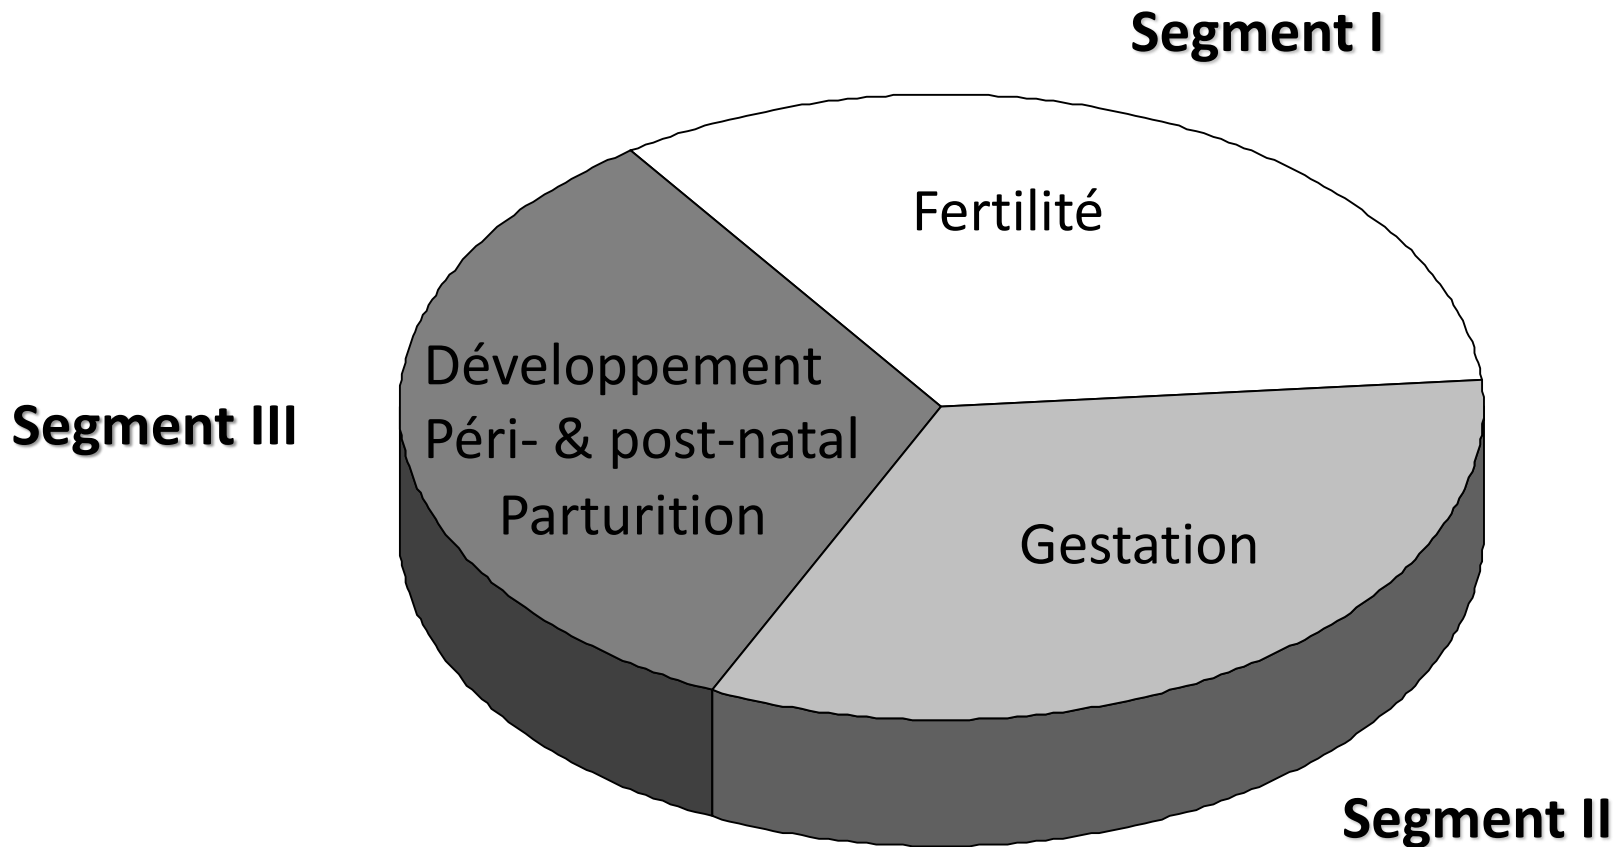 Segment I
Fertilité
Développement
Péri- & post-natal
Parturition
Segment III
Gestation
Segment II